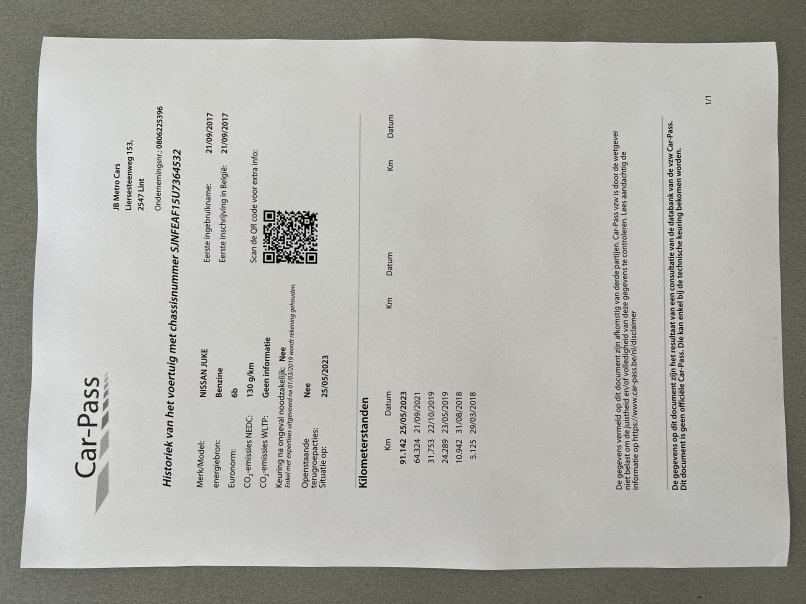 Car-Pass
JB Metro Cars
Liersesteenweg 153,
2547 Lint
Ondernemingsnr.: 0806225396
Historiek van het voertuig met chassisnummer SJNFEAF15U7364532
Merk/Model: NISSAN JUKE
energiebron: Benzine
Euronorm: 6b
CO2-emissies NEDC: 130 g/km
CO2-emissies WLTP: Geen informatie
Keuring na ongeval noodzakelijk: Nee
Enkel met expertises uitgevoerd na 01/03/2019 wordt rekening gehouden.
Openstaande Nee
terugroepacties:
Situatie op: 25/05/2023
Eerste ingebruikname: 21/09/2017
Eerste inschrijving in België: 21/09/2017
Scan de QR code voor extra info:
Kilometerstanden
Km Datum Km Datum Km Datum
91.142 25/05/2023
64.324 21/09/2021
31.753 22/10/2019
24.289 23/05/2019
10.942 31/08/2018
5.125 29/03/2018
De gegevens vermeld op dit document zijn afkomstig van derde partijen. Car-Pass vzw is door de wetgever
niet belast om de juistheid en/of volledigheid van deze gegevens te controleren. Lees aandachtig de
informatie op https://www.car-pass.be/nl/disclaimer
De gegevens op dit document zijn het resultaat van een consultatie van de databank van de vzw Car-Pass.
Dit document is geen officiële Car-Pass. Die kan enkel bij de technische keuring bekomen worden.
1/1